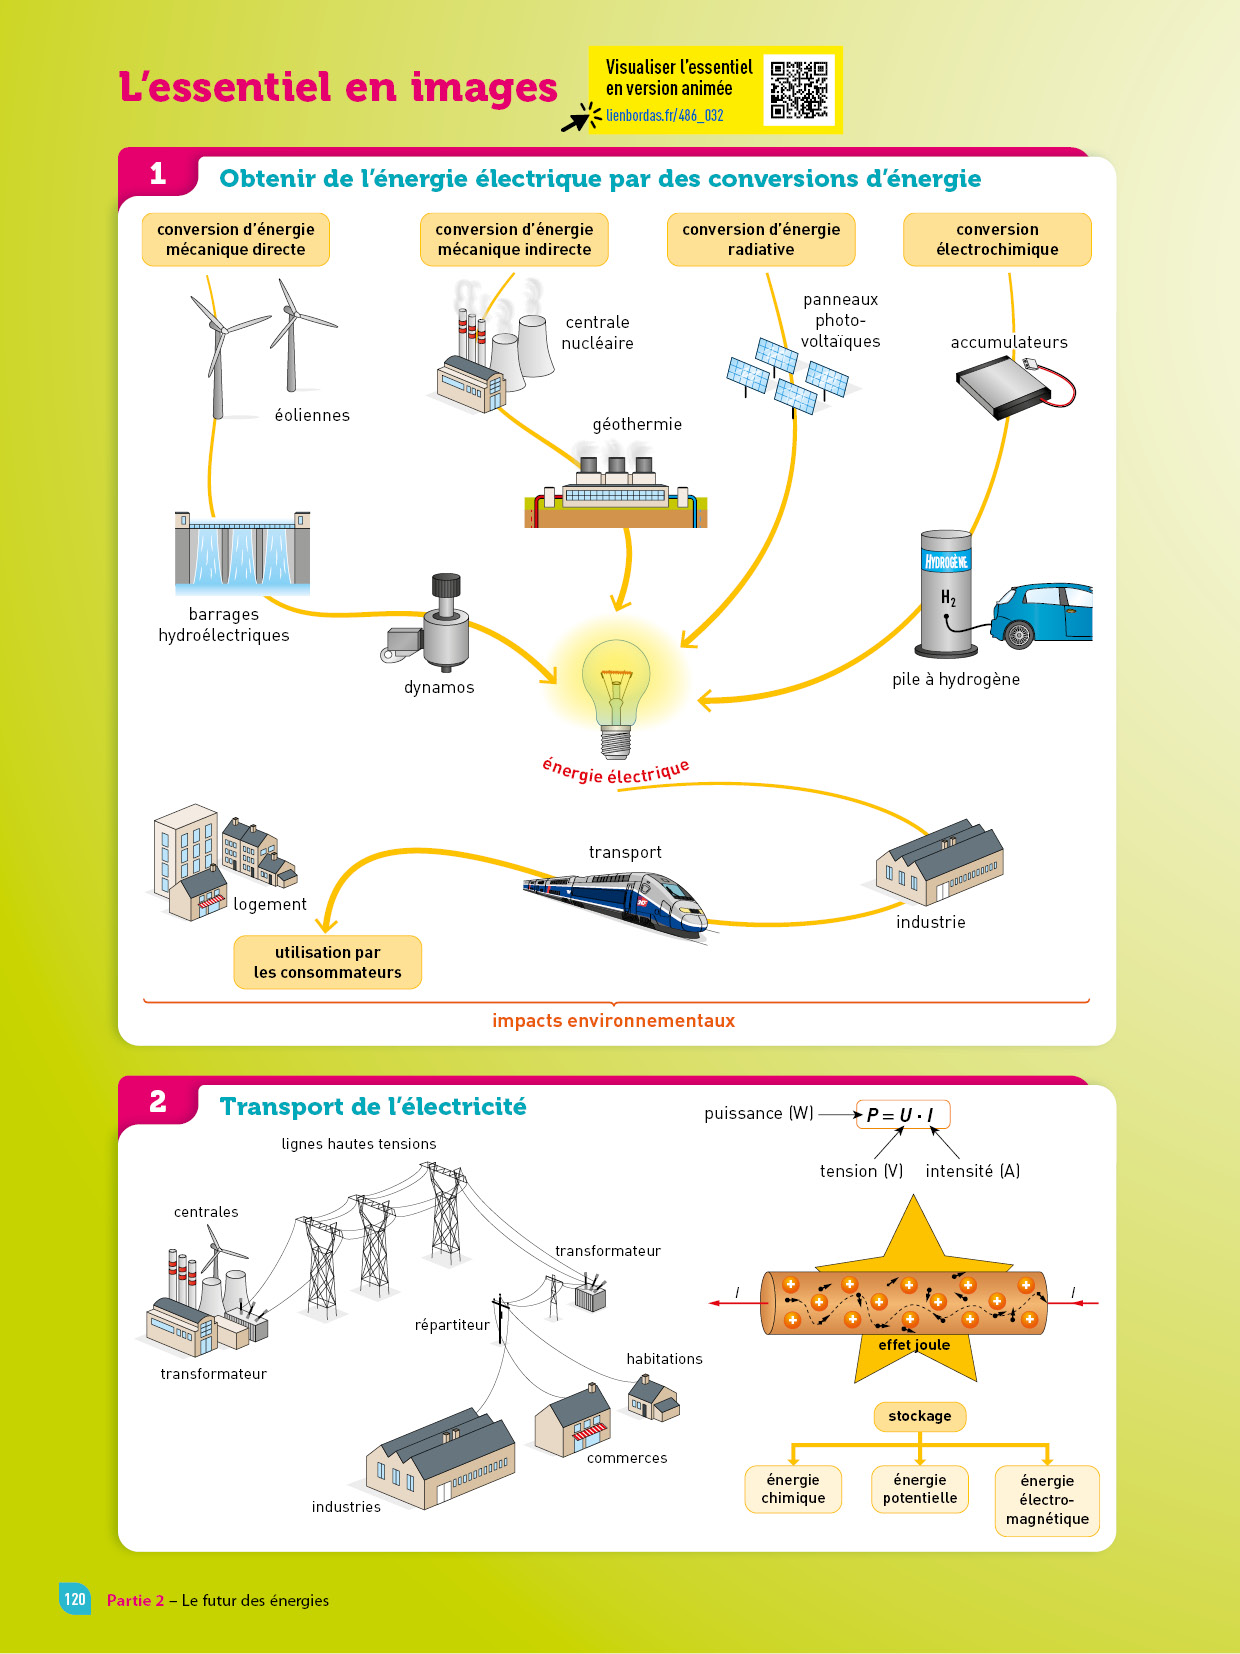 L'essentiel en images
Visualiser l'essentiel
en version animée
lienbordas.fr/486_032
1
Obtenir de l'énergie électrique par des conversions d'énergie
conversion d'énergie
mécanique directe
conversion d'énergie
mécanique indirecte
conversion d'énergie
radiative
conversion
électrochimique
éoliennes
centrale
nucléaire
panneaux
photo-
voltaïques
accumulateurs
géothermie
barrages
hydroélectriques
dynamos
HYDROGÈNE
H2
pile à hydrogène
énergie électrique
logement
transport
industrie
utilisation par
les consommateurs
impacts environnementaux
2
Transport de l'électricité
lignes hautes tensions
centrales
transformateur
transformateur
répartiteur
habitations
commerces
industries
puissance (W)
P = U · I
tension (V)
intensité (A)
I
I
effet joule
stockage
énergie
chimique
énergie
potentielle
énergie
électro-
magnétique
120
Partie 2 – Le futur des énergies